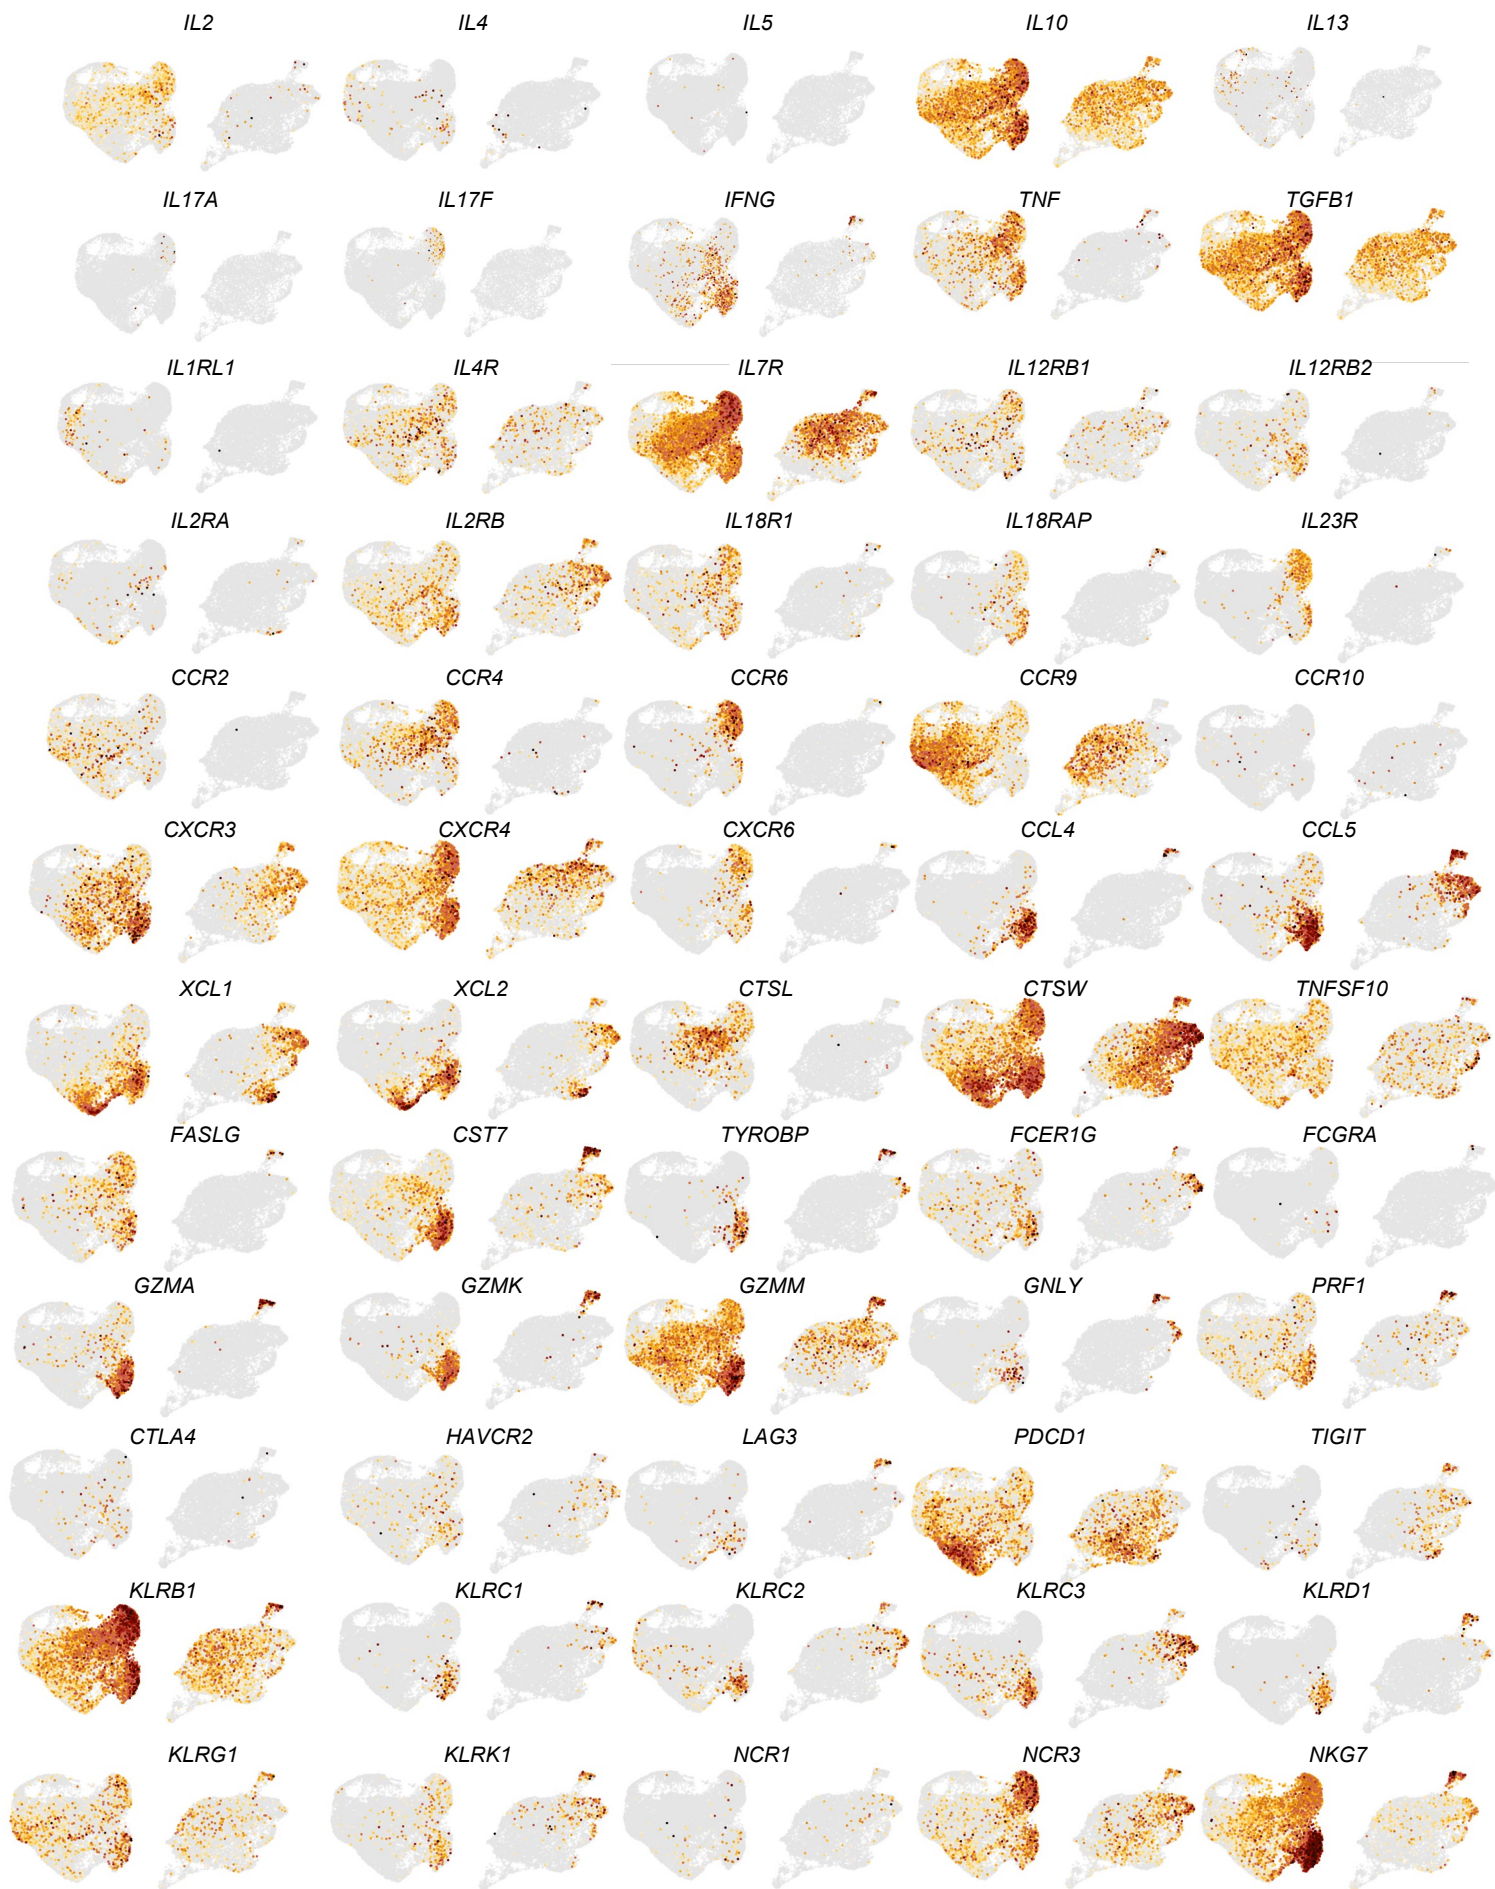 IL2 IL4 IL5 IL10 IL13
IL17A IL17F IFNG TNF TGFB1
IL1RL1 IL4R IL7R IL12RB1 IL12RB2
IL2RA IL2RB IL18R1 IL18RAP IL23R
CCR2 CCR4 CCR6 CCR9 CCR10
CXCR3 CXCR4 CXCR6 CCL4 CCL5
XCL1 XCL2 CTSL CTSW TNFSF10
FASLG CST7 TYROBP FCER1G FCGRA
GZMA GZMK GZMM GNLY PRF1
CTLA4 HAVCR2 LAG3 PDCD1 TIGIT
KLRB1 KLRC1 KLRC2 KLRC3 KLRD1
KLRG1 KLRK1 NCR1 NCR3 NKG7